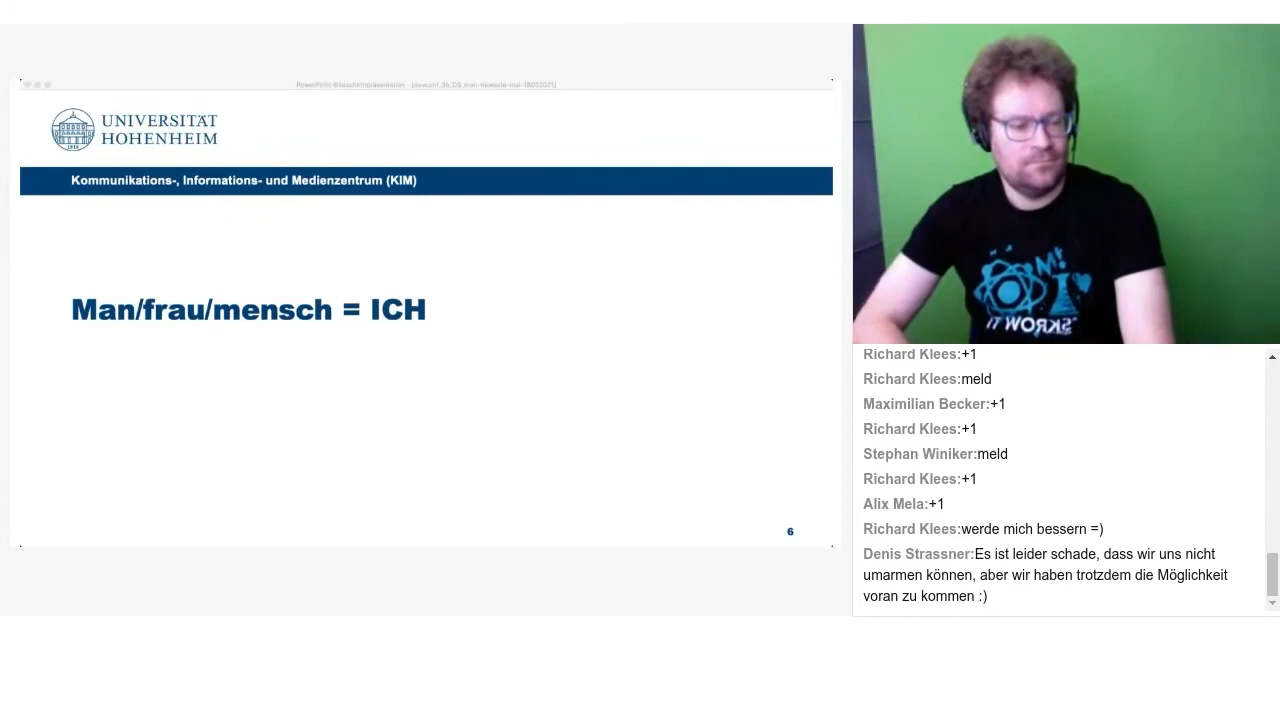 UNIVERSITÄT
HOHENHEIM
Kommunikations-, Informations- und Medienzentrum (KIM)
Man/frau/mensch = ICH
6
Richard Klees:+1
Richard Klees:meld
Maximilian Becker:+1
Richard Klees:+1
Stephan Winiker:meld
Richard Klees:+1
Alix Mela:+1
Richard Klees:werde mich bessern =)
Denis Strassner:Es ist leider schade, dass wir uns nicht
umarmen können, aber wir haben trotzdem die Möglichkeit
voran zu kommen :)